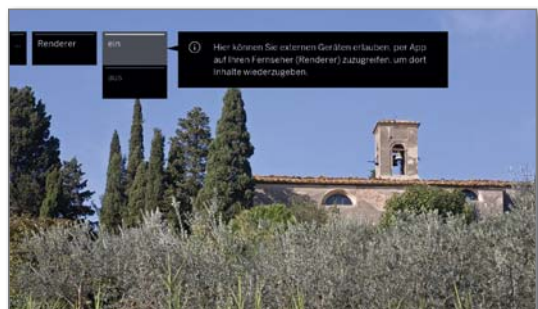 ...
Renderer
ein
Hier können Sie externen Geräten erlauben, per App
auf Ihren Fernseher (Renderer) zuzugreifen, um dort
Inhalte wiederzugeben.
aus